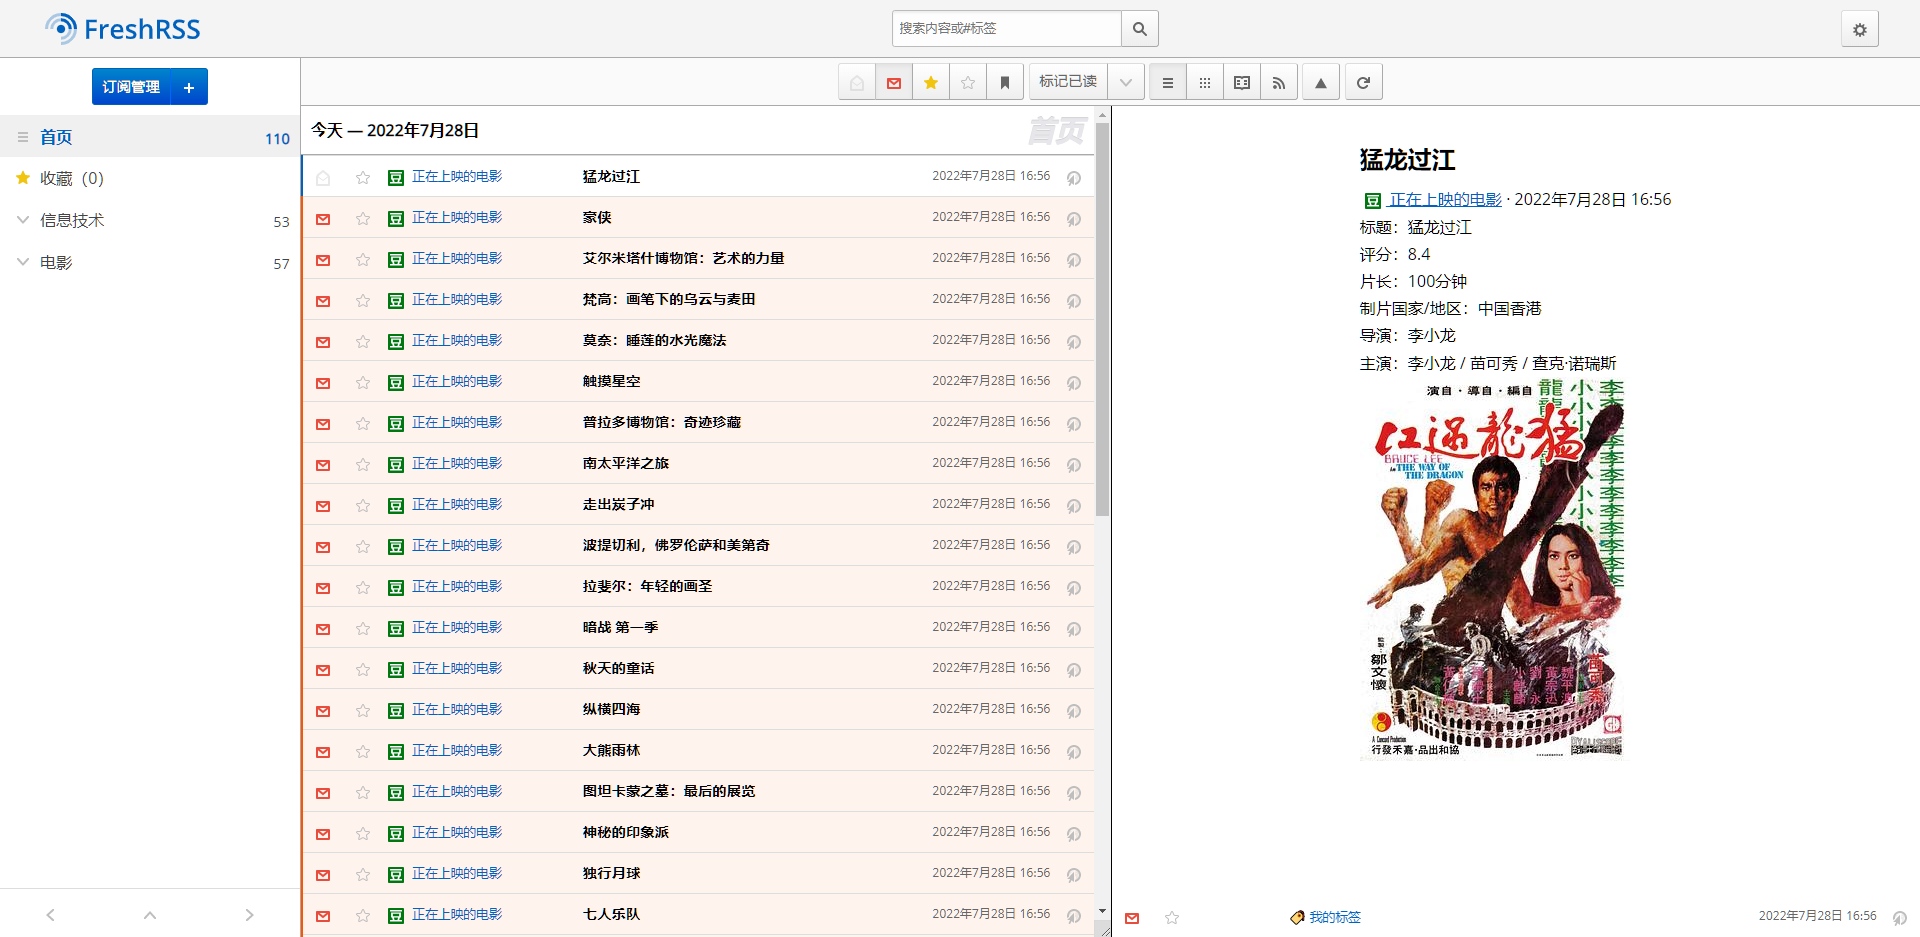 FreshRSS
搜索内容或#标签
订阅管理
标记已读
首页 110
收藏（0）
信息技术 53
电影 57
今天 — 2022年7月28日 首页
正在上映的电影 猛龙过江 2022年7月28日 16:56
正在上映的电影 家侠 2022年7月28日 16:56
正在上映的电影 艾尔米塔什博物馆：艺术的力量 2022年7月28日 16:56
正在上映的电影 梵高：画笔下的乌云与麦田 2022年7月28日 16:56
正在上映的电影 莫奈：睡莲的水光魔法 2022年7月28日 16:56
正在上映的电影 触摸星空 2022年7月28日 16:56
正在上映的电影 普拉多博物馆：奇迹珍藏 2022年7月28日 16:56
正在上映的电影 南太平洋之旅 2022年7月28日 16:56
正在上映的电影 走出炭子冲 2022年7月28日 16:56
正在上映的电影 波提切利，佛罗伦萨和美第奇 2022年7月28日 16:56
正在上映的电影 拉斐尔：年轻的画圣 2022年7月28日 16:56
正在上映的电影 暗战 第一季 2022年7月28日 16:56
正在上映的电影 秋天的童话 2022年7月28日 16:56
正在上映的电影 纵横四海 2022年7月28日 16:56
正在上映的电影 大熊雨林 2022年7月28日 16:56
正在上映的电影 图坦卡蒙之墓：最后的展览 2022年7月28日 16:56
正在上映的电影 神秘的印象派 2022年7月28日 16:56
正在上映的电影 独行月球 2022年7月28日 16:56
正在上映的电影 七人乐队 2022年7月28日 16:56
猛龙过江
正在上映的电影 · 2022年7月28日 16:56
标题：猛龙过江
评分：8.4
片长：100分钟
制片国家/地区：中国香港
导演：李小龙
主演：李小龙 / 苗可秀 / 查克·诺瑞斯
演自·導自·編自
江過龍猛
BRUCE LEE
in THE WAY OF
THE DRAGON
鄒文懷
A Concord Production
行發禾嘉·品出和協
我的标签
2022年7月28日 16:56